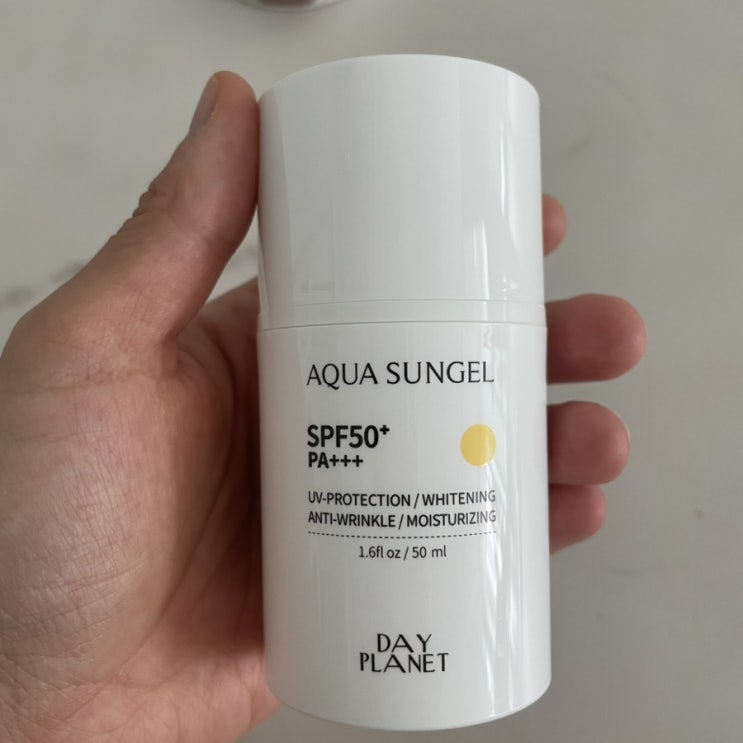 AQUA SUNGEL
SPF50+
PA+++
UV-PROTECTION / WHITENING
ANTI-WRINKLE / MOISTURIZING
1.6fl oz / 50 ml
DAY
PLANET